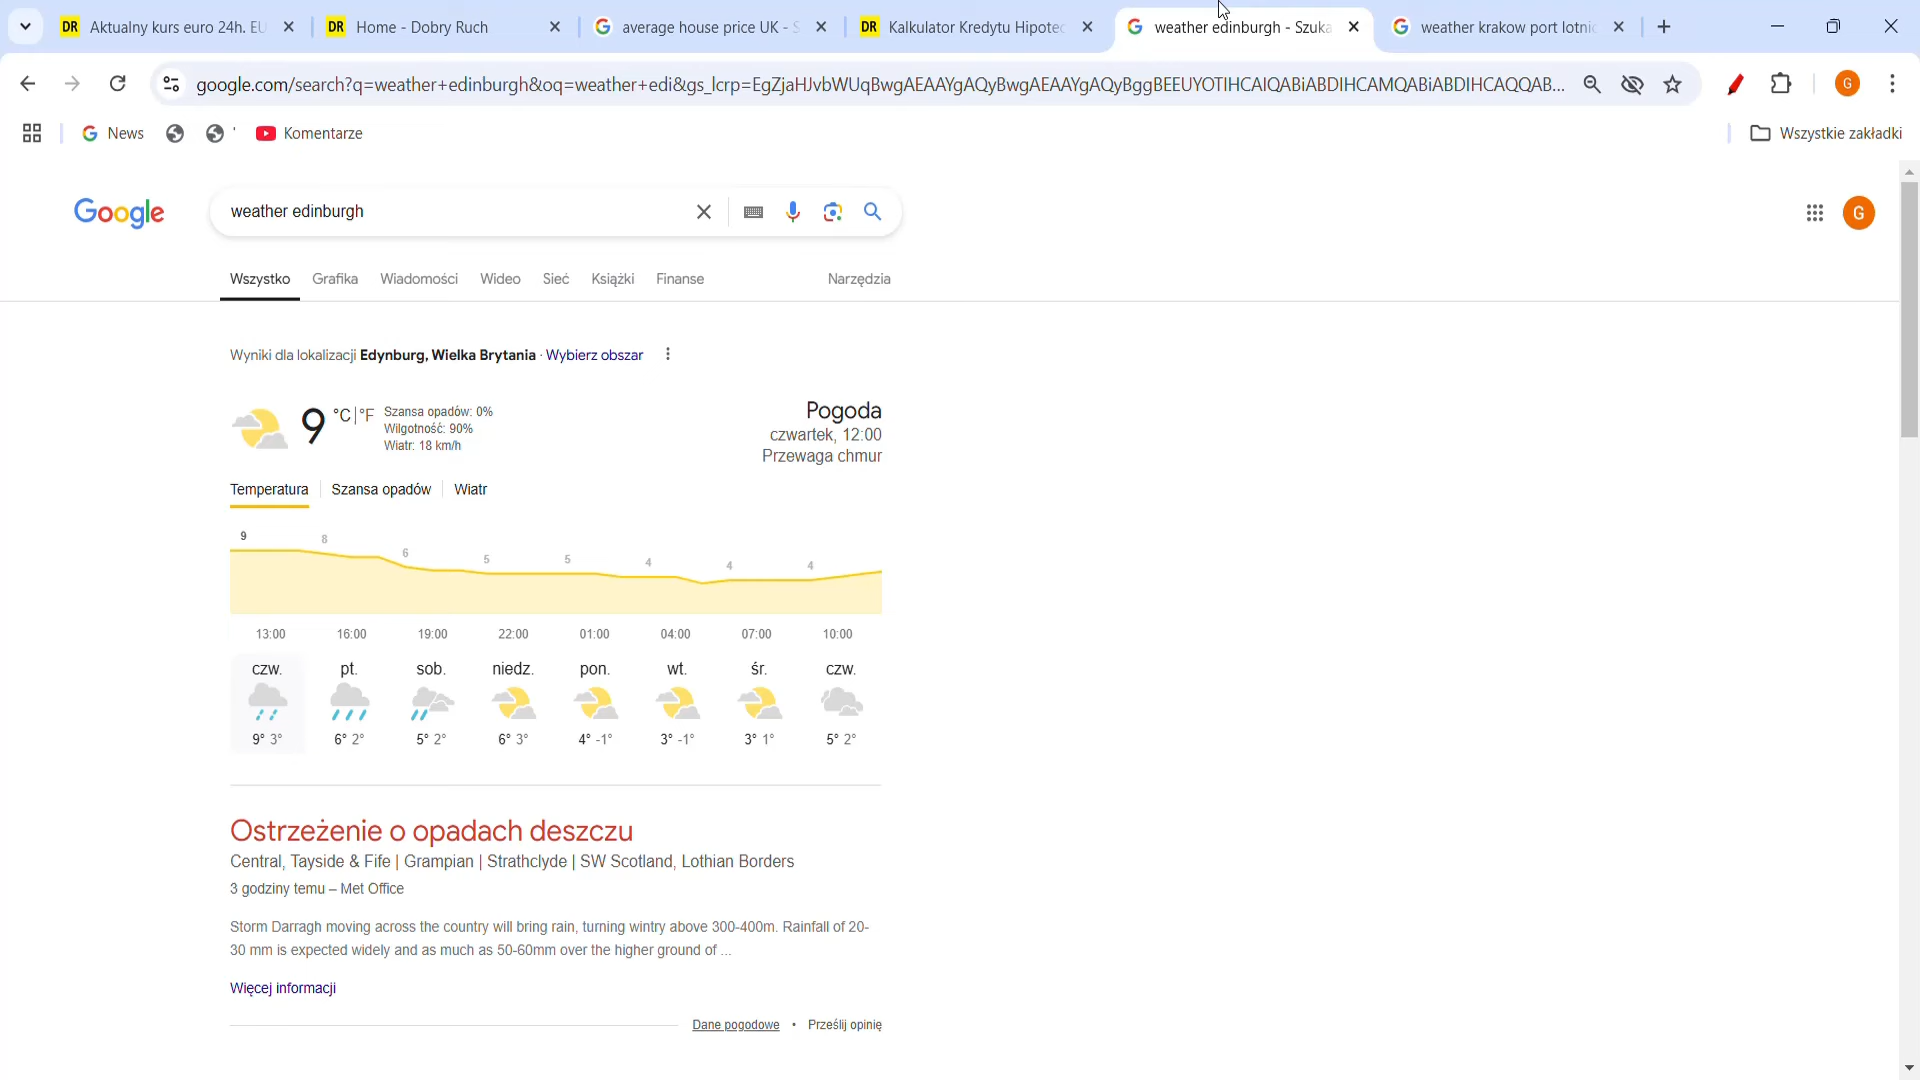 DR Aktualny kurs euro 24h. EU
DR Home - Dobry Ruch
average house price UK - S
DR Kalkulator Kredytu Hipotec
weather edinburgh - Szuka
weather krakow port lotnic
google.com/search?q=weather+edinburgh&oq=weather+edi&gs_lcrp=EgZjaHJvbWUqBwgAEAAYgAQyBwgAEAAYgAQyBggBEEUYOTIHCAIQABiABDIHCAMQABiABDIHCAQQAB...
G
News
'
Komentarze
Wszystkie zakładki
Google
weather edinburgh
G
Wszystko Grafika Wiadomości Wideo Sieć Książki Finanse Narzędzia
Wyniki dla lokalizacji Edynburg, Wielka Brytania · Wybierz obszar
9 °C | °F
Szansa opadów: 0%
Wilgotność: 90%
Wiatr: 18 km/h
Pogoda
czwartek, 12:00
Przewaga chmur
Temperatura Szansa opadów Wiatr
9 8 6 5 5 4 4 4
13:00 16:00 19:00 22:00 01:00 04:00 07:00 10:00
czw. pt. sob. niedz. pon. wt. śr. czw.
9° 3° 6° 2° 5° 2° 6° 3° 4° -1° 3° -1° 3° 1° 5° 2°
Ostrzeżenie o opadach deszczu
Central, Tayside & Fife | Grampian | Strathclyde | SW Scotland, Lothian Borders
3 godziny temu – Met Office
Storm Darragh moving across the country will bring rain, turning wintry above 300-400m. Rainfall of 20-
30 mm is expected widely and as much as 50-60mm over the higher ground of ...
Więcej informacji
Dane pogodowe • Prześlij opinię